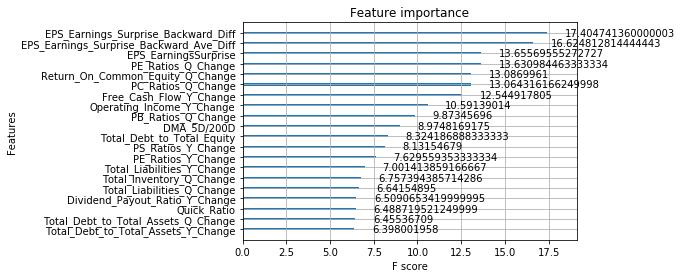 Feature importance
EPS_Earnings_Surprise_Backward_Diff 17.404741360000003
EPS_Earnings_Surprise_Backward_Ave_Diff 16.624812814444443
EPS_EarningsSurprise 13.65569555272727
PE_Ratios_Q_Change 13.630984463333334
Return_On_Common_Equity_Q_Change 13.0869961
PC_Ratios_Q_Change 13.064316166249998
Free_Cash_Flow_Y_Change 12.544917805
Operating_Income_Y_Change 10.59139014
PB_Ratios_Q_Change 9.87345696
DMA_5D/200D 8.9748169175
Total_Debt_to_Total_Equity 8.324186888333333
PS_Ratios_Y_Change 8.13154679
PE_Ratios_Y_Change 7.629559353333334
Total_Liabilities_Y_Change 7.001413859166667
Total_Inventory_Q_Change 6.757394385714286
Total_Liabilities_Q_Change 6.64154895
Dividend_Payout_Ratio_Y_Change 6.5090653419999995
Quick_Ratio 6.488719521249999
Total_Debt_to_Total_Assets_Q_Change 6.45536709
Total_Debt_to_Total_Assets_Y_Change 6.398001958
0.0 2.5 5.0 7.5 10.0 12.5 15.0 17.5
F score
Features